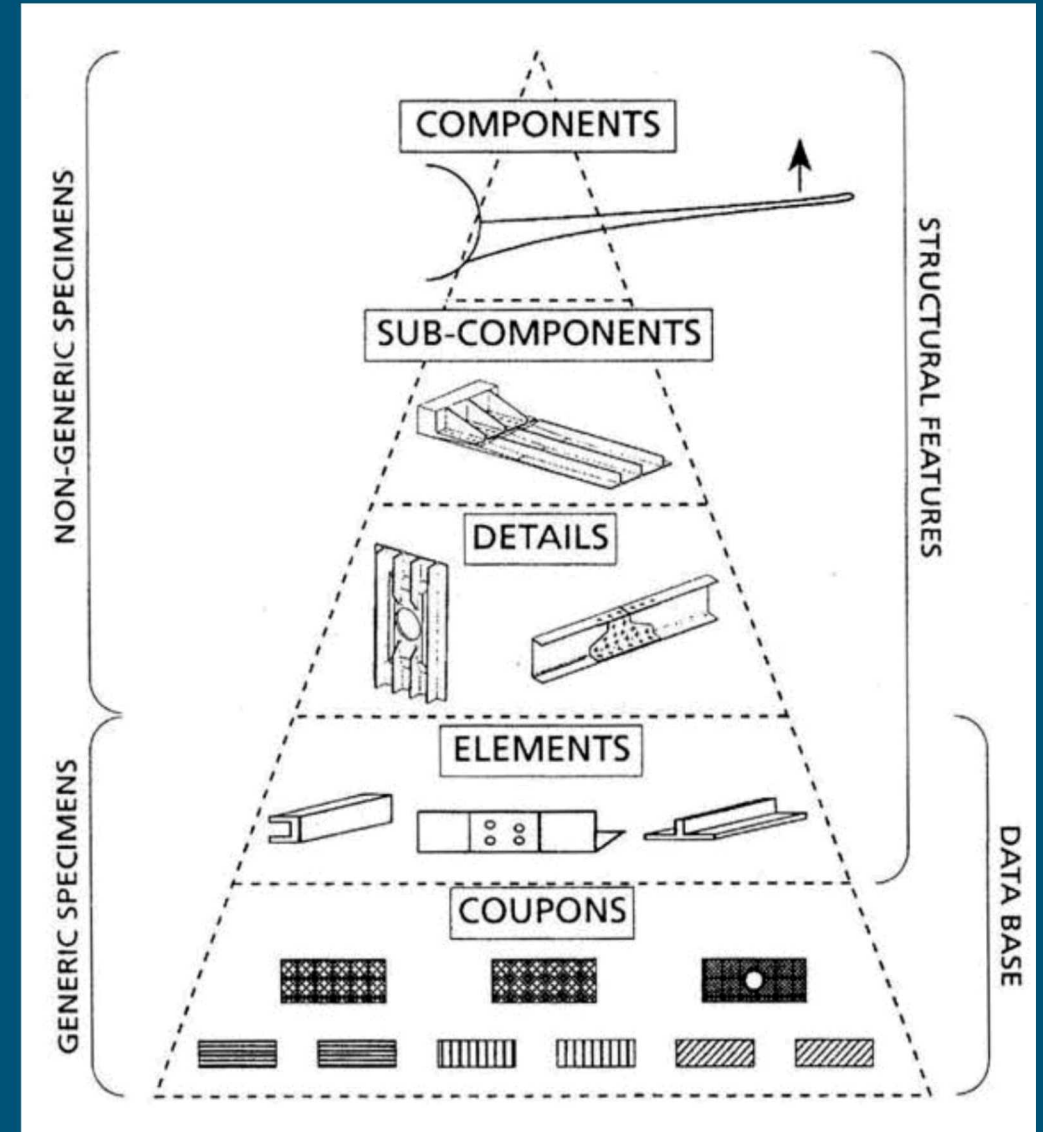 COMPONENTS
NON-GENERIC SPECIMENS
STRUCTURAL FEATURES
SUB-COMPONENTS
DETAILS
ELEMENTS
GENERIC SPECIMENS
DATA BASE
COUPONS